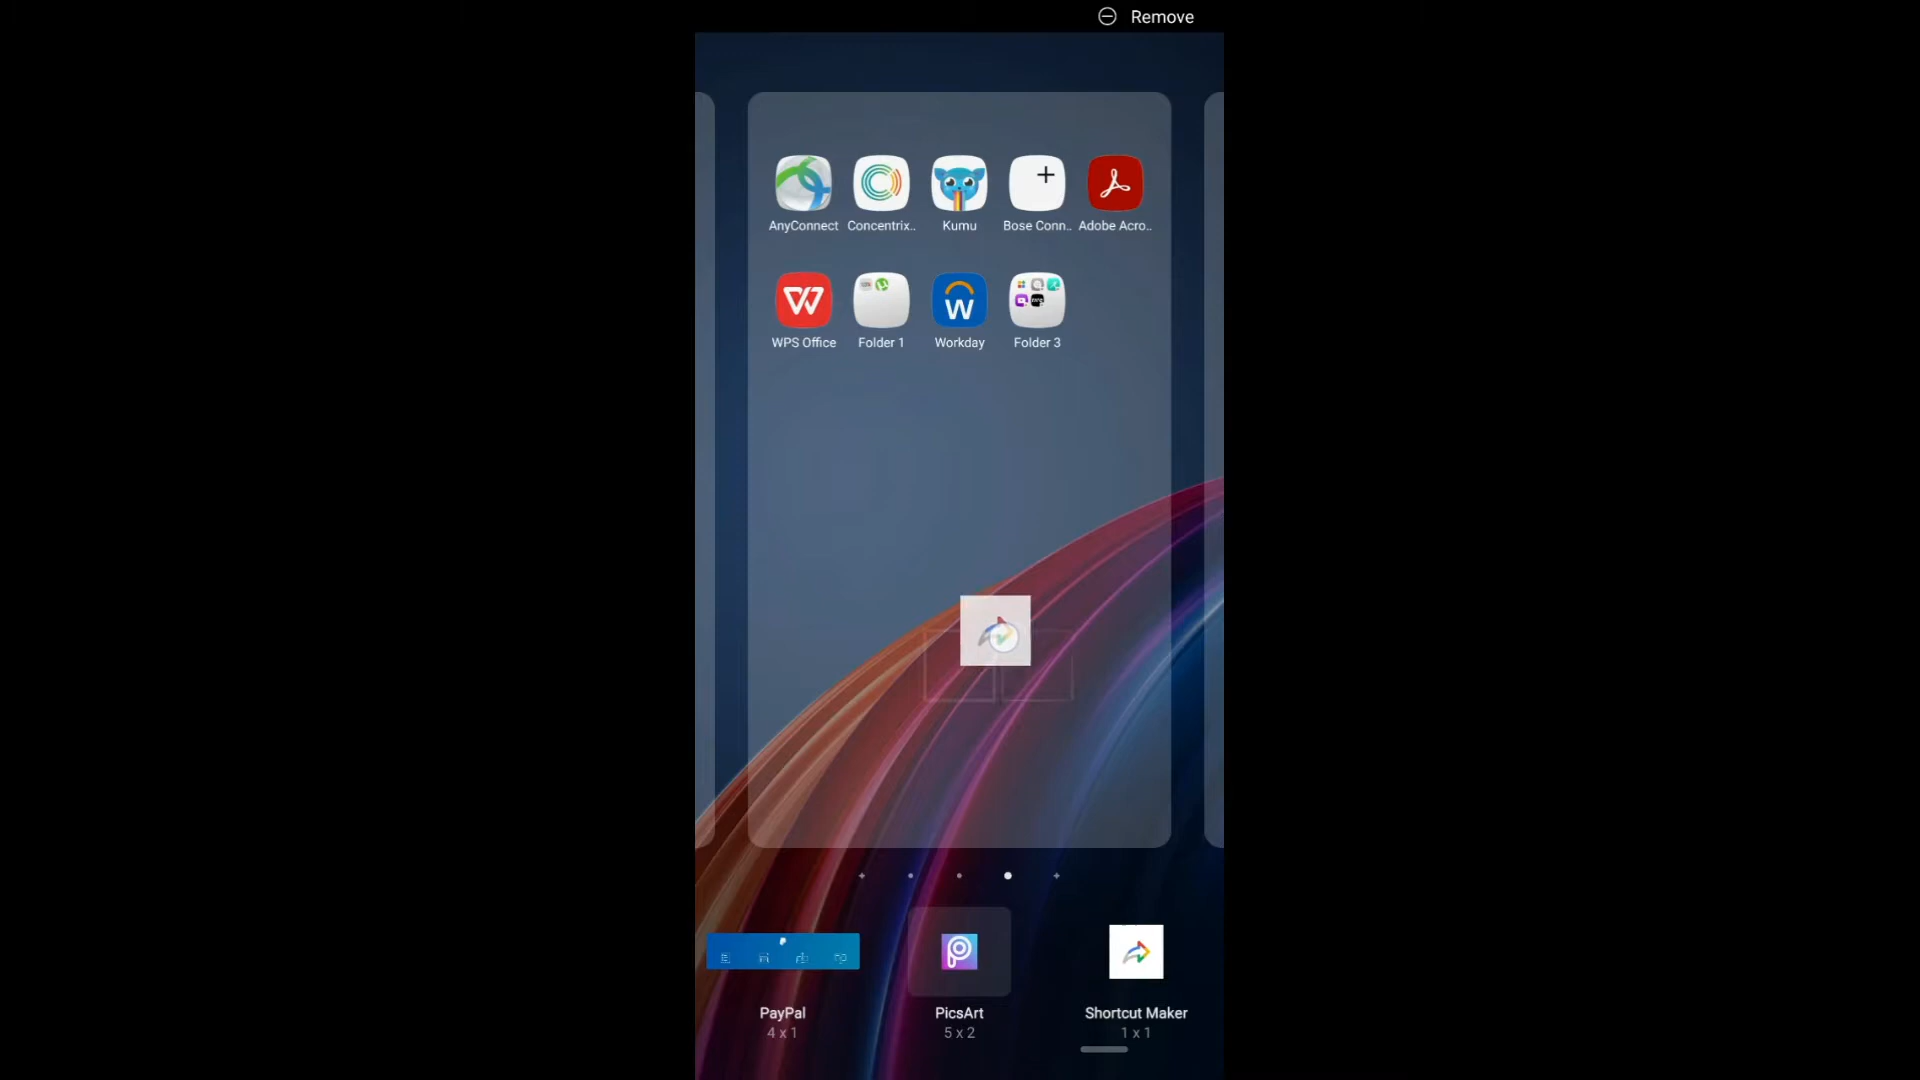 Remove
AnyConnect
Concentrix..
Kumu
Bose Conn..
Adobe Acro..
WPS Office
Folder 1
Workday
Folder 3
PayPal
4 x 1
PicsArt
5 x 2
Shortcut Maker
1 x 1